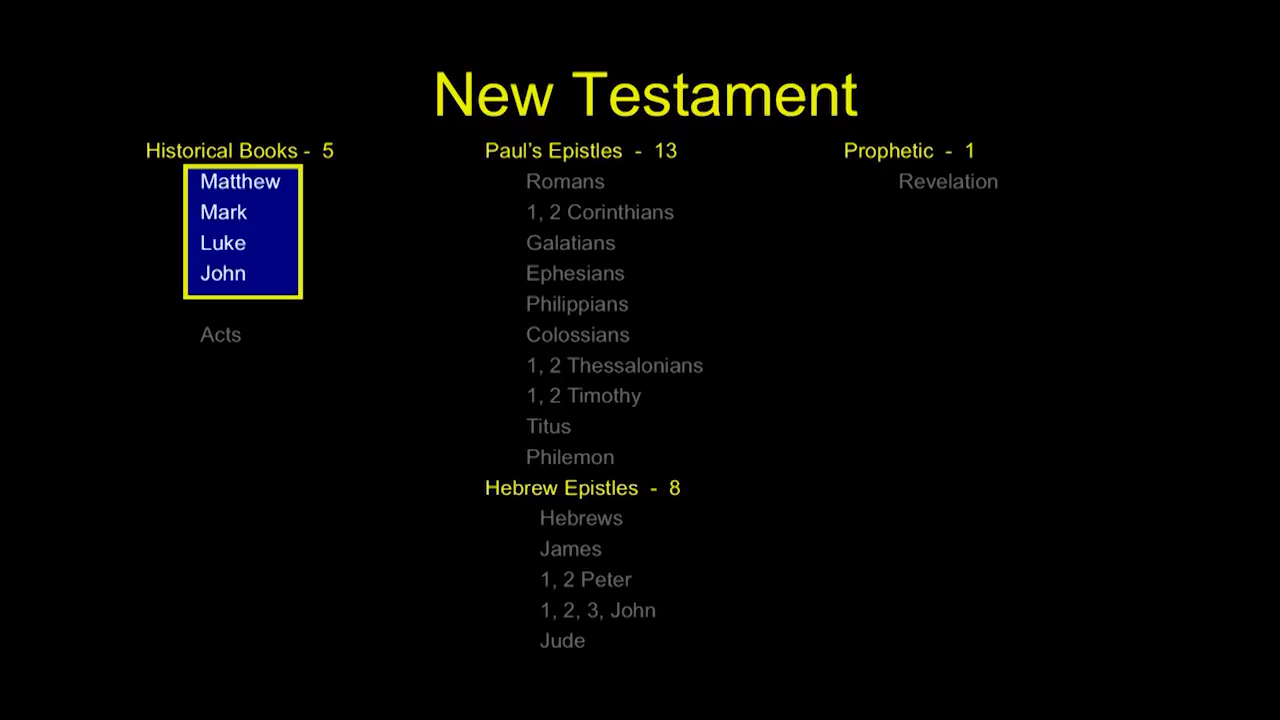 New Testament
Historical Books - 5
Matthew
Mark
Luke
John
Acts
Paul's Epistles - 13
Romans
1, 2 Corinthians
Galatians
Ephesians
Philippians
Colossians
1, 2 Thessalonians
1, 2 Timothy
Titus
Philemon
Hebrew Epistles - 8
Hebrews
James
1, 2 Peter
1, 2, 3, John
Jude
Prophetic - 1
Revelation